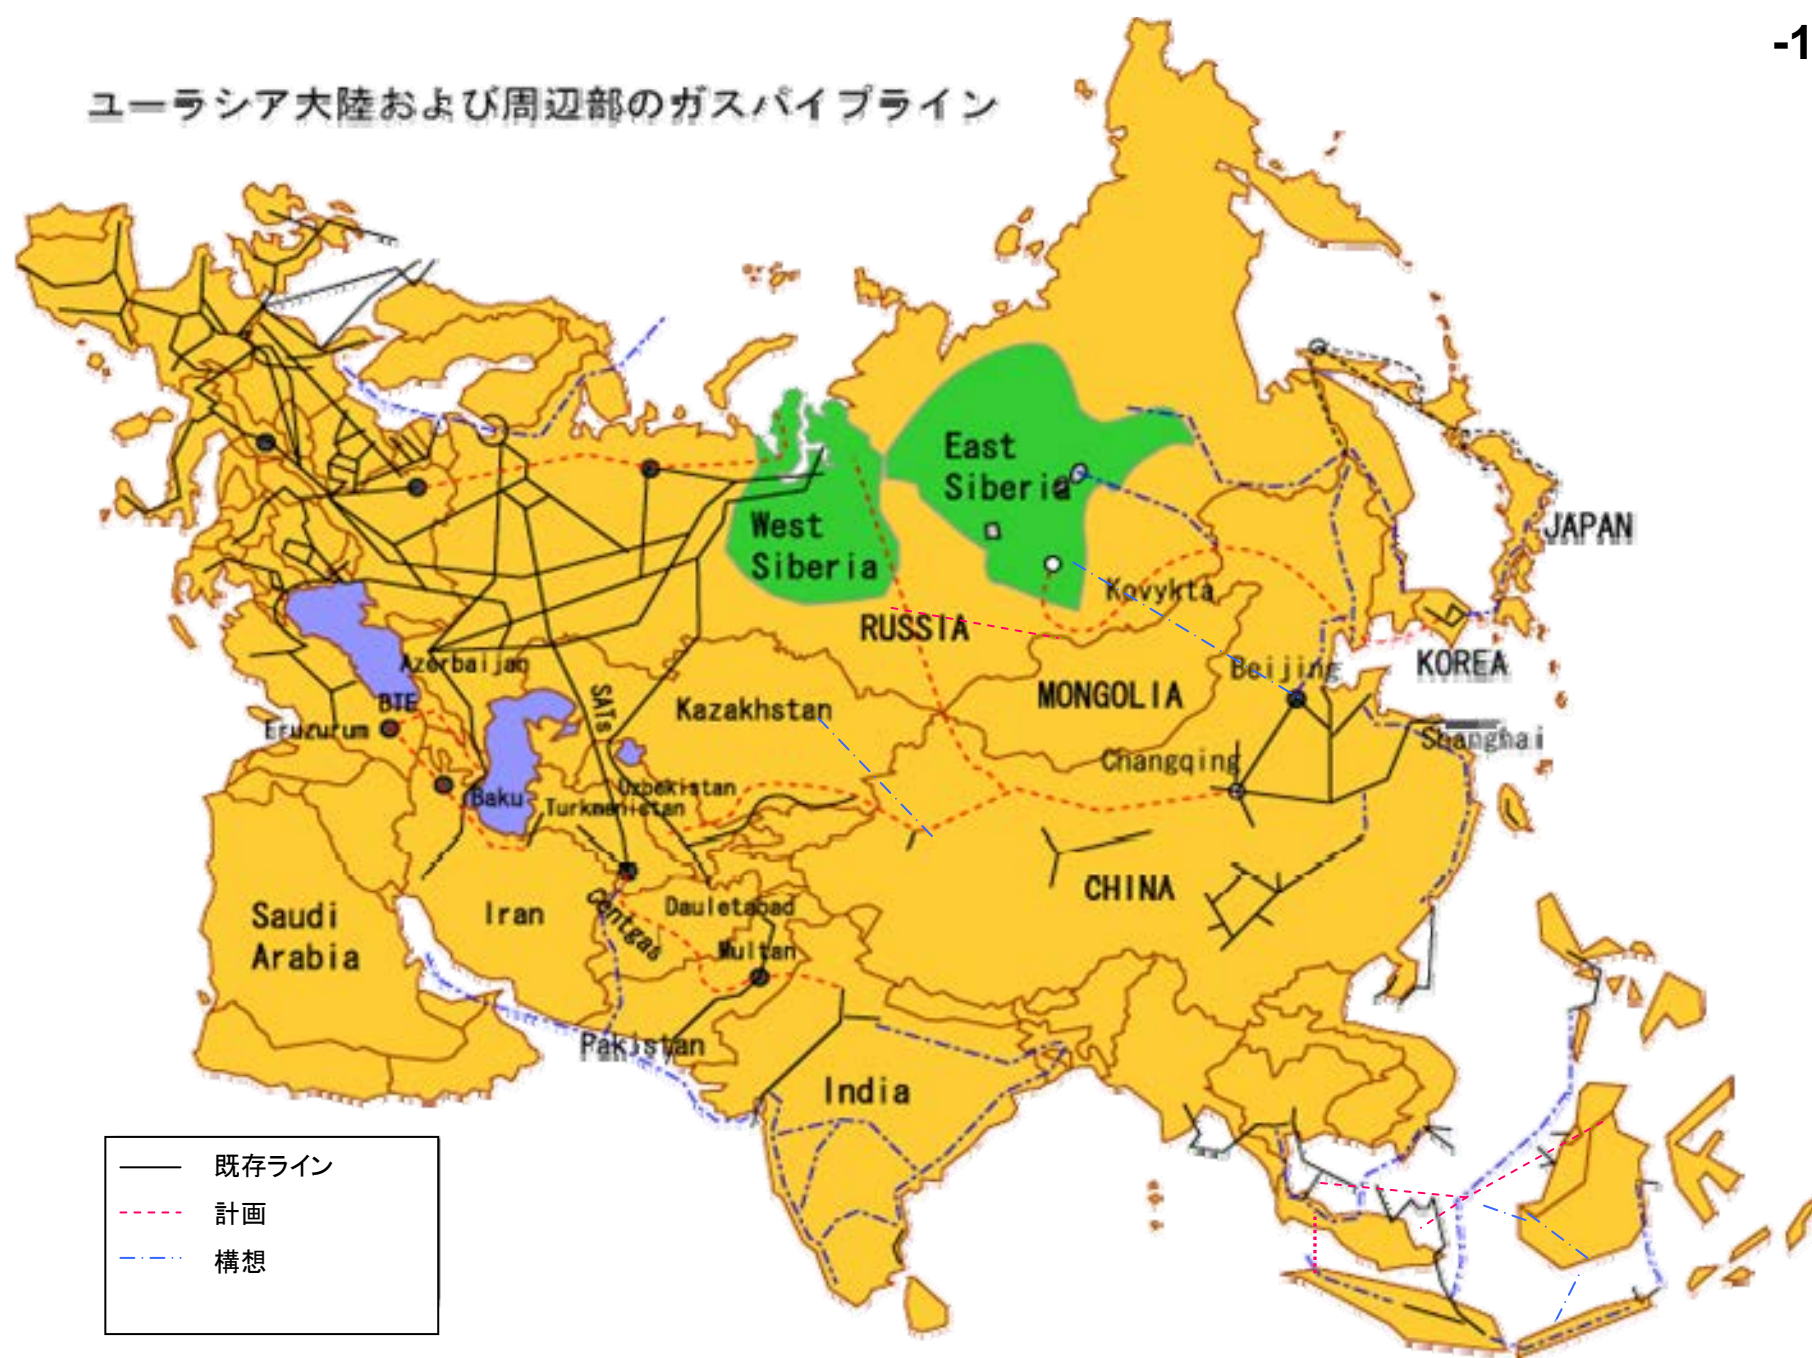 -1
ユーラシア大陸および周辺部のガスパイプライン
East
Siberia
West
Siberia
JAPAN
Kovykta
RUSSIA
KOREA
Beijing
MONGOLIA
Azerbaijan
SATs
Kazakhstan
BTE
Eruzurum
Shanghai
Changqing
Uzbekistan
Baku
Turkmenistan
CHINA
Saudi
Arabia
Iran
Dauletabad
Centgas
Multan
Pakistan
India
既存ライン
計画
構想